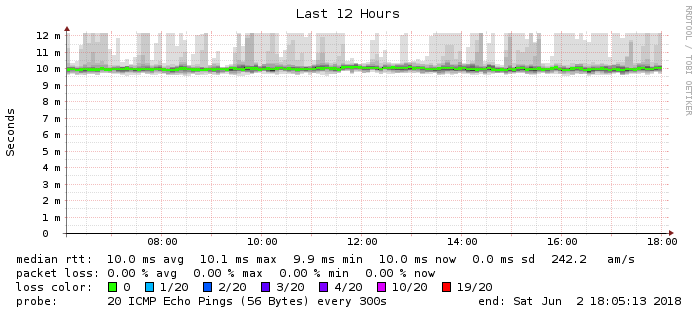 Last 12 Hours
RRDTOOL / TOBI OETIKER
Seconds
12 m
11 m
10 m
9 m
8 m
7 m
6 m
5 m
4 m
3 m
2 m
1 m
0
08:00 10:00 12:00 14:00 16:00 18:00
median rtt: 10.0 ms avg 10.1 ms max 9.9 ms min 10.0 ms now 0.0 ms sd 242.2 am/s
packet loss: 0.00 % avg 0.00 % max 0.00 % min 0.00 % now
loss color: 0 1/20 2/20 3/20 4/20 10/20 19/20
probe: 20 ICMP Echo Pings (56 Bytes) every 300s end: Sat Jun 2 18:05:13 2018